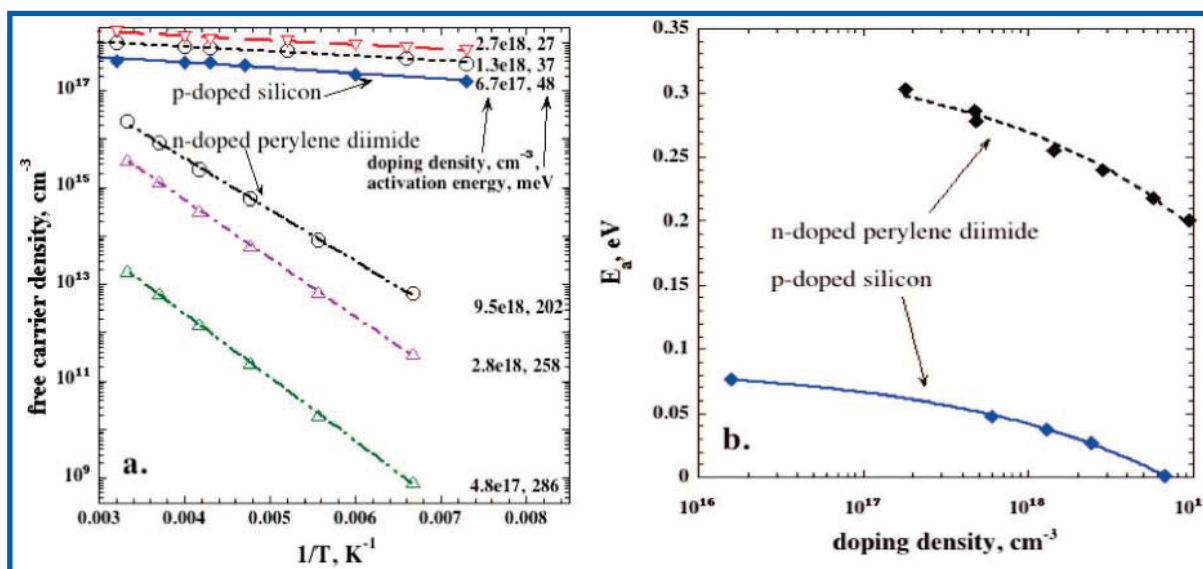 2.7e18, 27
1.3e18, 37
6.7e17, 48
p-doped silicon
n-doped perylene diimide
doping density, cm⁻³,
activation energy, meV
9.5e18, 202
2.8e18, 258
4.8e17, 286
a.
free carrier density, cm⁻³
10¹⁷
10¹⁵
10¹³
10¹¹
10⁹
0.003 0.004 0.005 0.006 0.007 0.008
1/T, K⁻¹
Eₐ, eV
0.35
0.3
0.25
0.2
0.15
0.1
0.05
0
n-doped perylene diimide
p-doped silicon
b.
10¹⁶ 10¹⁷ 10¹⁸
doping density, cm⁻³